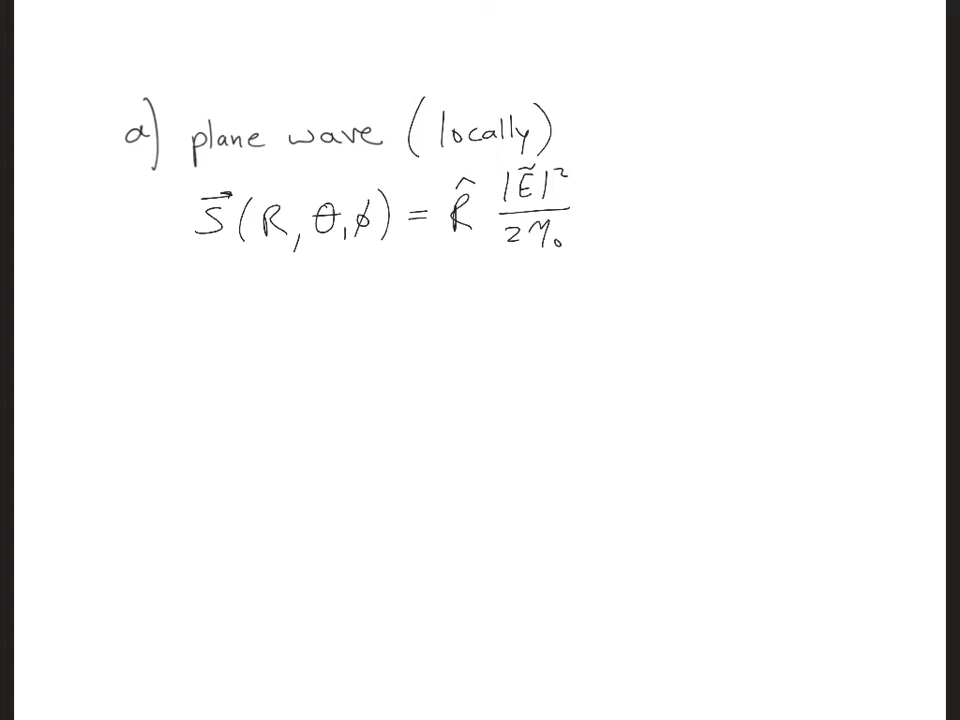 a) plane wave (locally)
S⃗(R, θ, ϕ) = R̂ |Ẽ|² / 2η₀